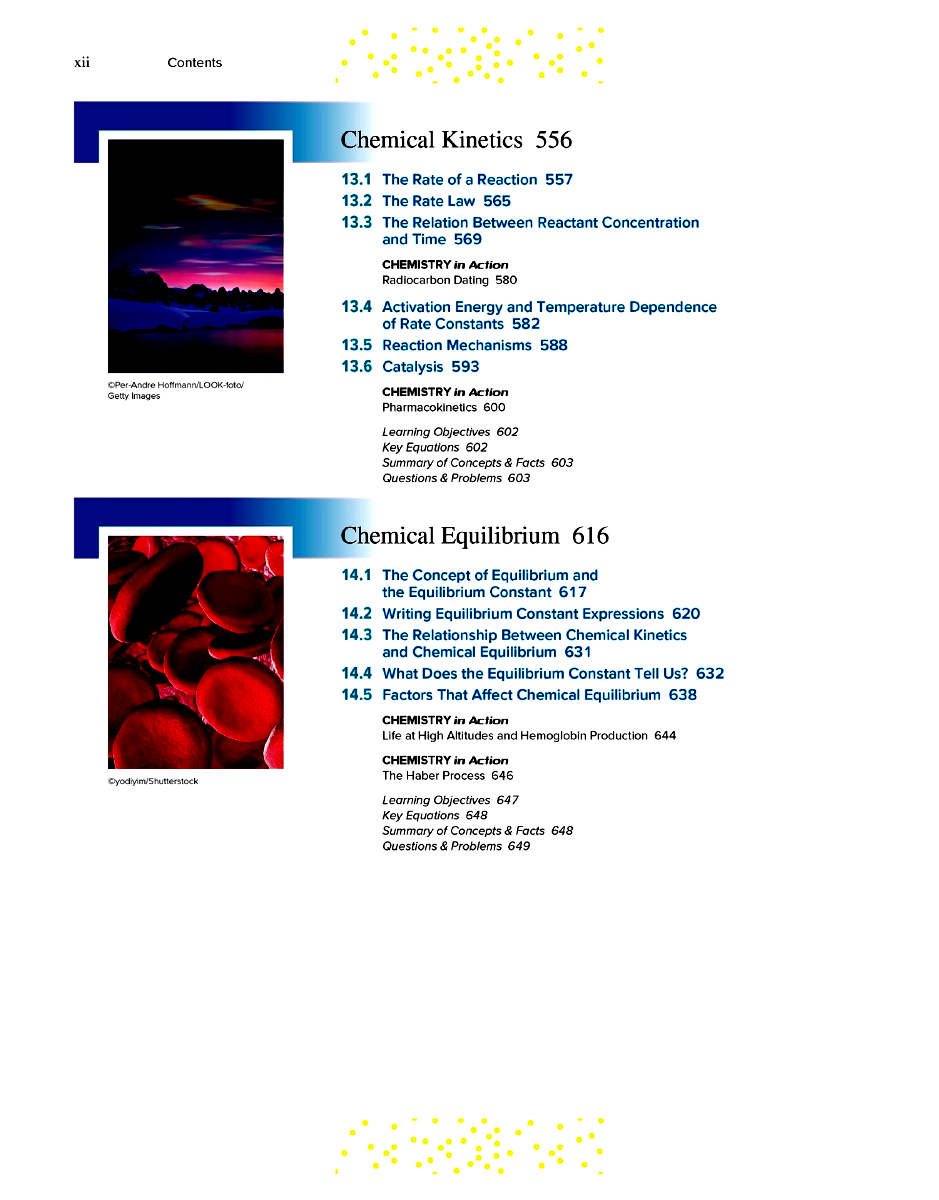 xii Contents
Chemical Kinetics 556
13.1 The Rate of a Reaction 557
13.2 The Rate Law 565
13.3 The Relation Between Reactant Concentration
and Time 569
CHEMISTRY in Action
Radiocarbon Dating 580
13.4 Activation Energy and Temperature Dependence
of Rate Constants 582
13.5 Reaction Mechanisms 588
13.6 Catalysis 593
©Per-Andre Hoffmann/LOOK-foto/
Getty Images
CHEMISTRY in Action
Pharmacokinetics 600
Learning Objectives 602
Key Equations 602
Summary of Concepts & Facts 603
Questions & Problems 603
Chemical Equilibrium 616
14.1 The Concept of Equilibrium and
the Equilibrium Constant 617
14.2 Writing Equilibrium Constant Expressions 620
14.3 The Relationship Between Chemical Kinetics
and Chemical Equilibrium 631
14.4 What Does the Equilibrium Constant Tell Us? 632
14.5 Factors That Affect Chemical Equilibrium 638
CHEMISTRY in Action
Life at High Altitudes and Hemoglobin Production 644
CHEMISTRY in Action
The Haber Process 646
©yodiyim/Shutterstock
Learning Objectives 647
Key Equations 648
Summary of Concepts & Facts 648
Questions & Problems 649